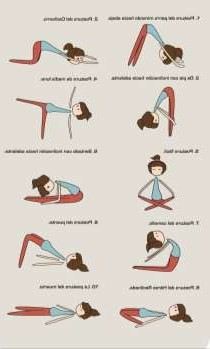 1. Postura del perro mirando hacia abajo
2. Postura del Cachorro.
3. De pie con inclinación hacia adelante.
4. Postura de media luna.
5. Postura fácil
6. Sentado con inclinación hacia adelante.
7. Postura del camello.
8. Postura del puente.
9. Postura del Héroe Reclinado.
10. La postura del muerto.